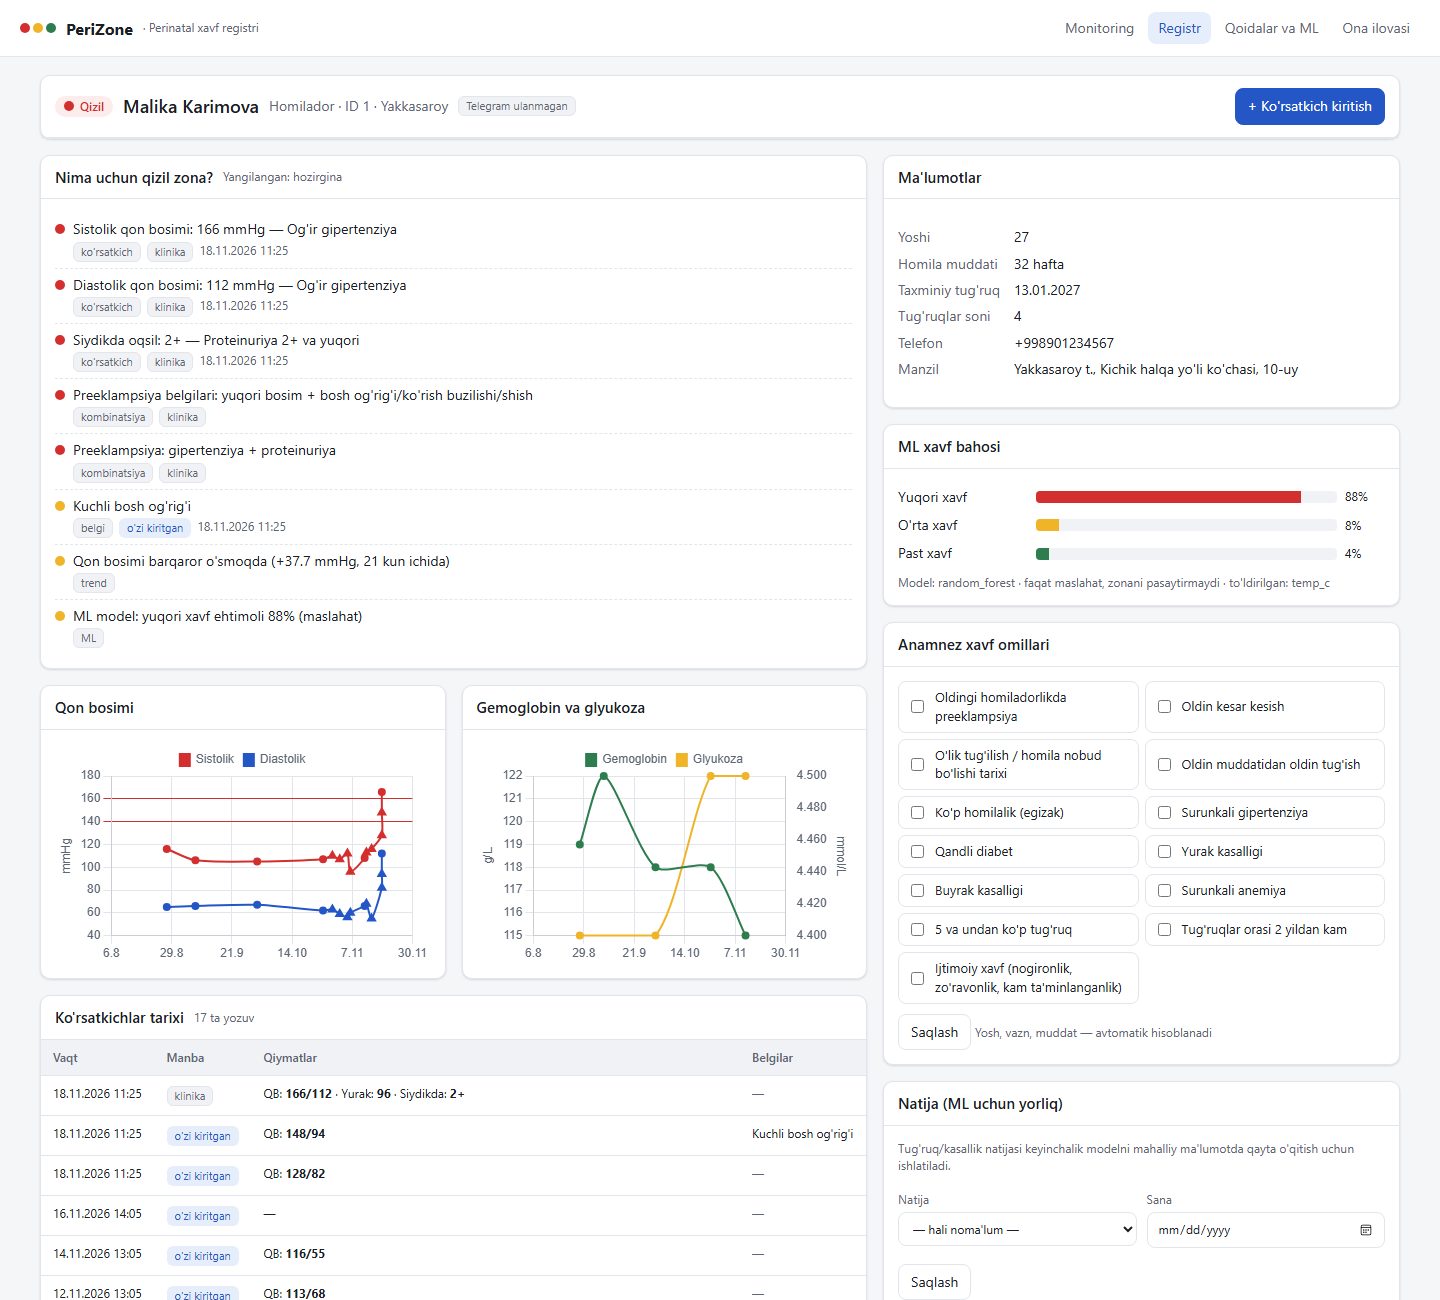 PeriZone · Perinatal xavf registri
Monitoring Registr Qoidalar va ML Ona ilovasi
Qizil Malika Karimova Homilador · ID 1 · Yakkasaroy Telegram ulanmagan
+ Ko'rsatkich kiritish
Nima uchun qizil zona? Yangilangan: hozirgina
Sistolik qon bosimi: 166 mmHg — Og'ir gipertenziya
ko'rsatkich klinika 18.11.2026 11:25
Diastolik qon bosimi: 112 mmHg — Og'ir gipertenziya
ko'rsatkich klinika 18.11.2026 11:25
Siydikda oqsil: 2+ — Proteinuriya 2+ va yuqori
ko'rsatkich klinika 18.11.2026 11:25
Preeklampsiya belgilari: yuqori bosim + bosh og'rig'i/ko'rish buzilishi/shish
kombinatsiya klinika
Preeklampsiya: gipertenziya + proteinuriya
kombinatsiya klinika
Kuchli bosh og'rig'i
belgi o'zi kiritgan 18.11.2026 11:25
Qon bosimi barqaror o'smoqda (+37.7 mmHg, 21 kun ichida)
trend
ML model: yuqori xavf ehtimoli 88% (maslahat)
ML
Qon bosimi
Sistolik Diastolik
180
160
140
120
100
80
60
40
mmHg
6.8 29.8 21.9 14.10 7.11 30.11
Gemoglobin va glyukoza
Gemoglobin Glyukoza
122
121
120
119
118
117
116
115
g/L
4.500
4.480
4.460
4.440
4.420
4.400
mmol/L
6.8 29.8 21.9 14.10 7.11 30.11
Ko'rsatkichlar tarixi 17 ta yozuv
Vaqt Manba Qiymatlar Belgilar
18.11.2026 11:25 klinika QB: 166/112 · Yurak: 96 · Siydikda: 2+ —
18.11.2026 11:25 o'zi kiritgan QB: 148/94 Kuchli bosh og'rig'i
18.11.2026 11:25 o'zi kiritgan QB: 128/82 —
16.11.2026 14:05 o'zi kiritgan — —
14.11.2026 13:05 o'zi kiritgan QB: 116/55 —
12.11.2026 13:05 o'zi kiritgan QB: 113/68 —
Ma'lumotlar
Yoshi 27
Homila muddati 32 hafta
Taxminiy tug'ruq 13.01.2027
Tug'ruqlar soni 4
Telefon +998901234567
Manzil Yakkasaroy t., Kichik halqa yo'li ko'chasi, 10-uy
ML xavf bahosi
Yuqori xavf 88%
O'rta xavf 8%
Past xavf 4%
Model: random_forest · faqat maslahat, zonani pasaytirmaydi · to'ldirilgan: temp_c
Anamnez xavf omillari
Oldingi homiladorlikda
preeklampsiya
Oldin kesar kesish
O'lik tug'ilish / homila nobud
bo'lishi tarixi
Oldin muddatidan oldin tug'ish
Ko'p homilalik (egizak) Surunkali gipertenziya
Qandli diabet Yurak kasalligi
Buyrak kasalligi Surunkali anemiya
5 va undan ko'p tug'ruq Tug'ruqlar orasi 2 yildan kam
Ijtimoiy xavf (nogironlik,
zo'ravonlik, kam ta'minlanganlik)
Saqlash Yosh, vazn, muddat — avtomatik hisoblanadi
Natija (ML uchun yorliq)
Tug'ruq/kasallik natijasi keyinchalik modelni mahalliy ma'lumotda qayta o'qitish uchun
ishlatiladi.
Natija Sana
— hali noma'lum — mm/dd/yyyy
Saqlash